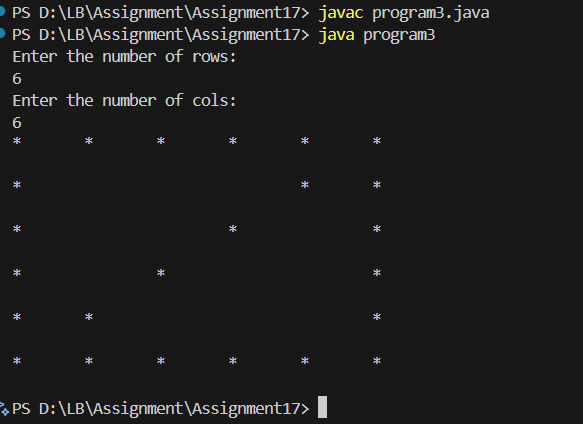 PS D:\LB\Assignment\Assignment17> javac program3.java
PS D:\LB\Assignment\Assignment17> java program3
Enter the number of rows:
6
Enter the number of cols:
6
*       *       *       *       *       *
*                               *       *
*                       *               *
*               *                       *
*       *                               *
*       *       *       *       *       *
PS D:\LB\Assignment\Assignment17>